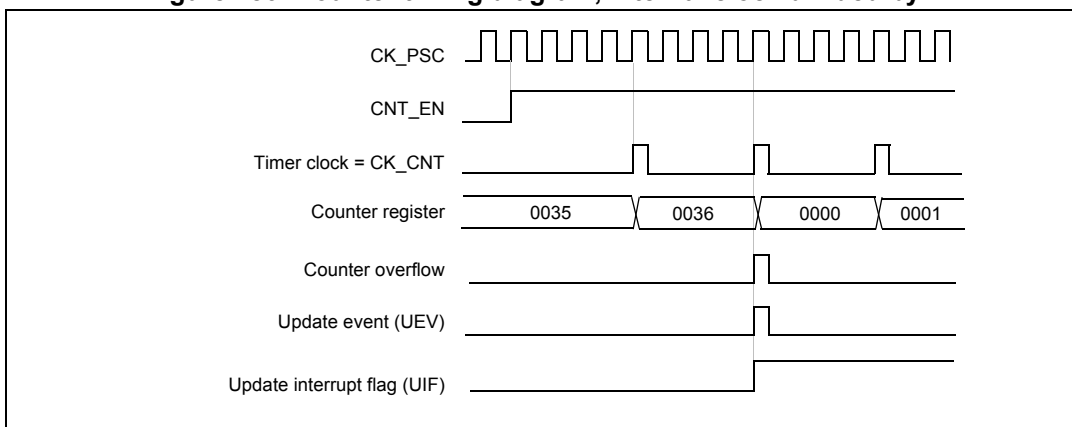 CK_PSC
CNT_EN
Timer clock = CK_CNT
Counter register 0035 0036 0000 0001
Counter overflow
Update event (UEV)
Update interrupt flag (UIF)